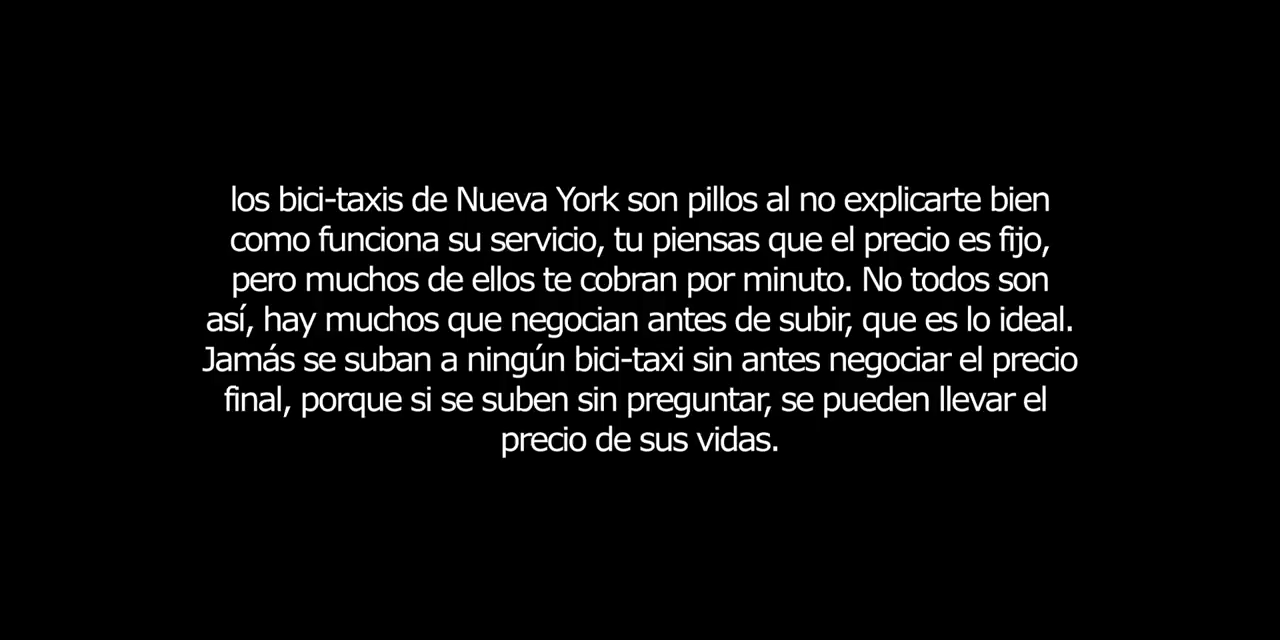 los bici-taxis de Nueva York son pillos al no explicarte bien
como funciona su servicio, tu piensas que el precio es fijo,
pero muchos de ellos te cobran por minuto. No todos son
así, hay muchos que negocian antes de subir, que es lo ideal.
Jamás se suban a ningún bici-taxi sin antes negociar el precio
final, porque si se suben sin preguntar, se pueden llevar el
precio de sus vidas.